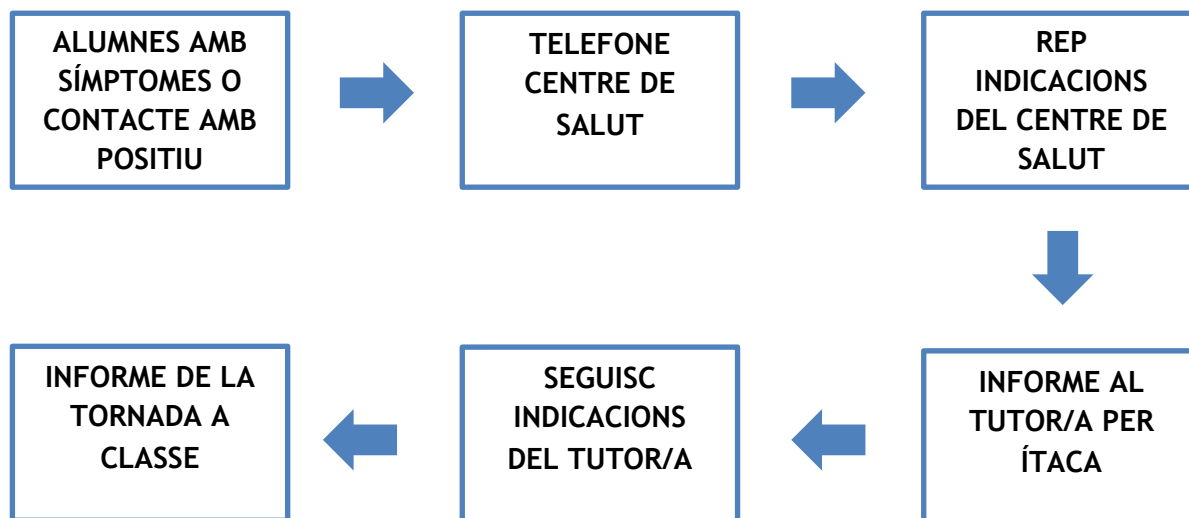 ALUMNES AMB
SÍMPTOMES O
CONTACTE AMB
POSITIU
TELEFONE
CENTRE DE
SALUT
REP
INDICACIONS
DEL CENTRE DE
SALUT
INFORME AL
TUTOR/A PER
ÍTACA
SEGUISC
INDICACIONS
DEL TUTOR/A
INFORME DE LA
TORNADA A
CLASSE